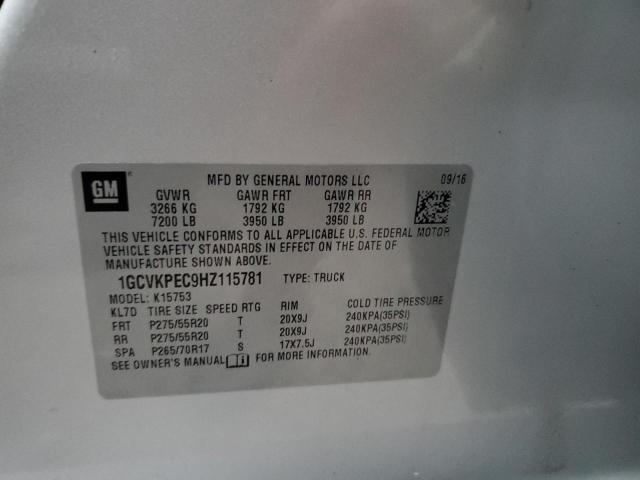 GM
MFD BY GENERAL MOTORS LLC 09/16
GVWR GAWR FRT GAWR RR
3266 KG 1792 KG 1792 KG
7200 LB 3950 LB 3950 LB
THIS VEHICLE CONFORMS TO ALL APPLICABLE U.S. FEDERAL MOTOR
VEHICLE SAFETY STANDARDS IN EFFECT ON THE DATE OF
MANUFACTURE SHOWN ABOVE.
1GCVKPEC9HZ115781 TYPE: TRUCK
MODEL: K15753
KL7D TIRE SIZE SPEED RTG RIM COLD TIRE PRESSURE
FRT P275/55R20 T 20X9J 240KPA(35PSI)
RR P275/55R20 T 20X9J 240KPA(35PSI)
SPA P265/70R17 S 17X7.5J 240KPA(35PSI)
SEE OWNER'S MANUAL FOR MORE INFORMATION.